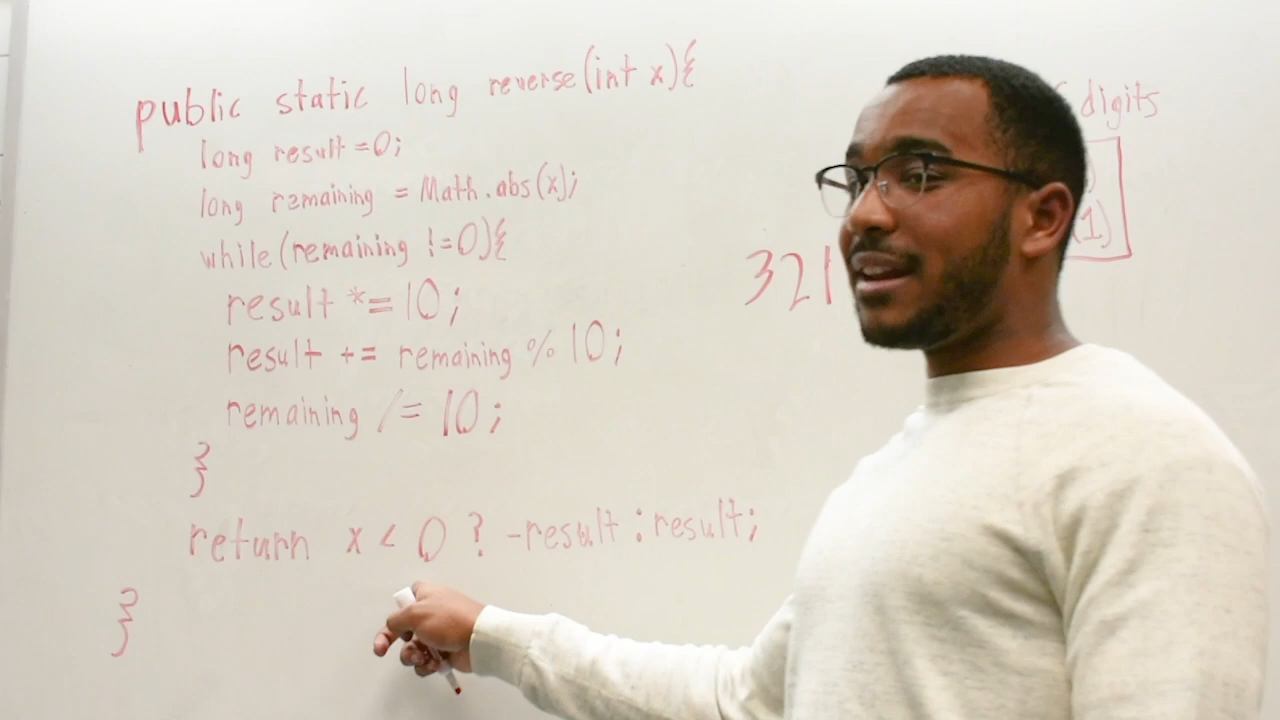 public static long reverse(int x){
long result=0;
long remaining = Math.abs(x);
while(remaining !=0){
result *=10;
result += remaining % 10;
remaining /= 10;
}
return x < 0 ? -result : result;
}
digits
(1)
321